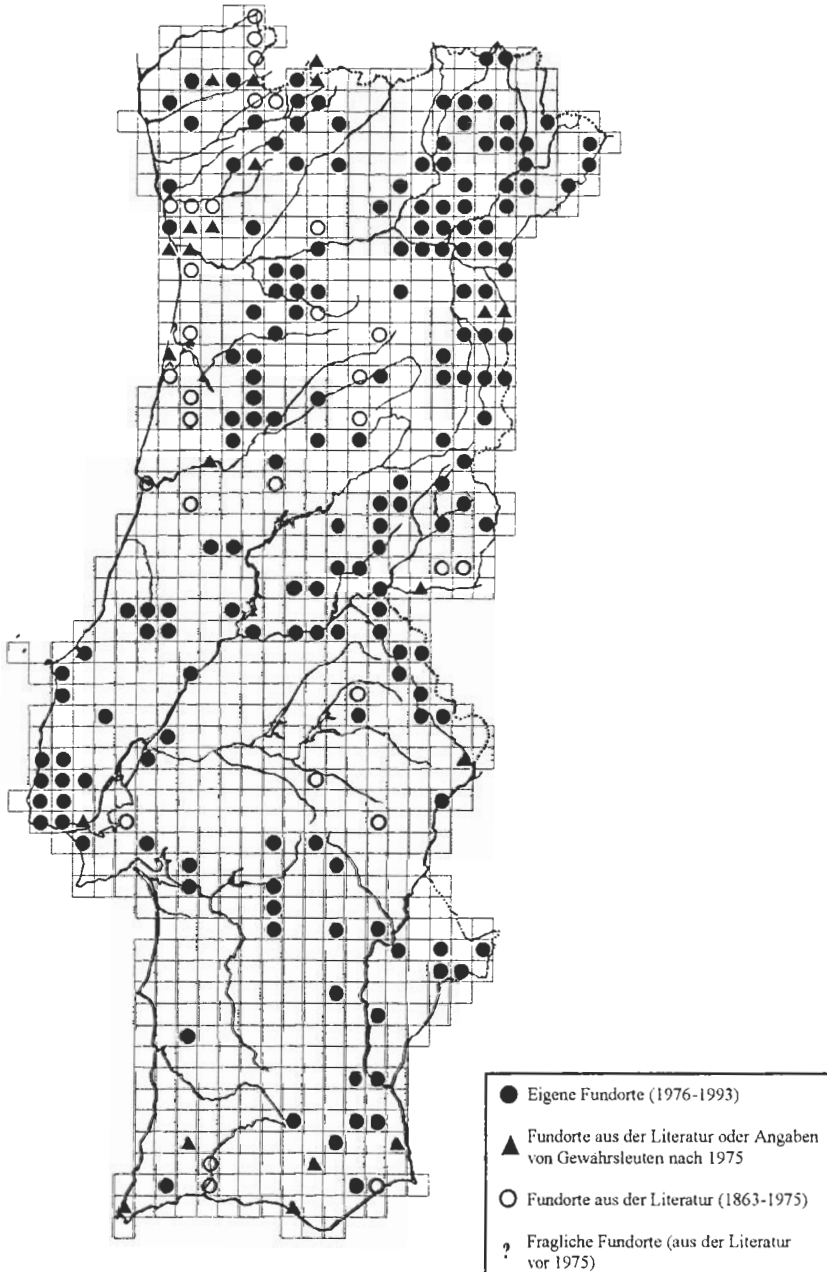 ● Eigene Fundorte (1976-1993)
▲ Fundorte aus der Literatur oder Angaben
von Gewährsleuten nach 1975
○ Fundorte aus der Literatur (1863-1975)
? Fragliche Fundorte (aus der Literatur
vor 1975)